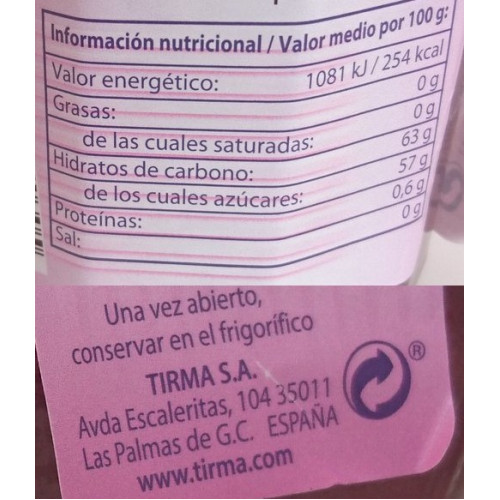 Información nutricional / Valor medio por 100 g:
Valor energético: 1081 kJ / 254 kcal
Grasas: 0 g
de las cuales saturadas: 0 g
Hidratos de carbono: 63 g
de los cuales azúcares: 57 g
Proteínas: 0,6 g
Sal: 0 g
Una vez abierto,
conservar en el frigorífico
TIRMA S.A.
Avda Escaleritas, 104 35011
Las Palmas de G.C. ESPAÑA
www.tirma.com
®